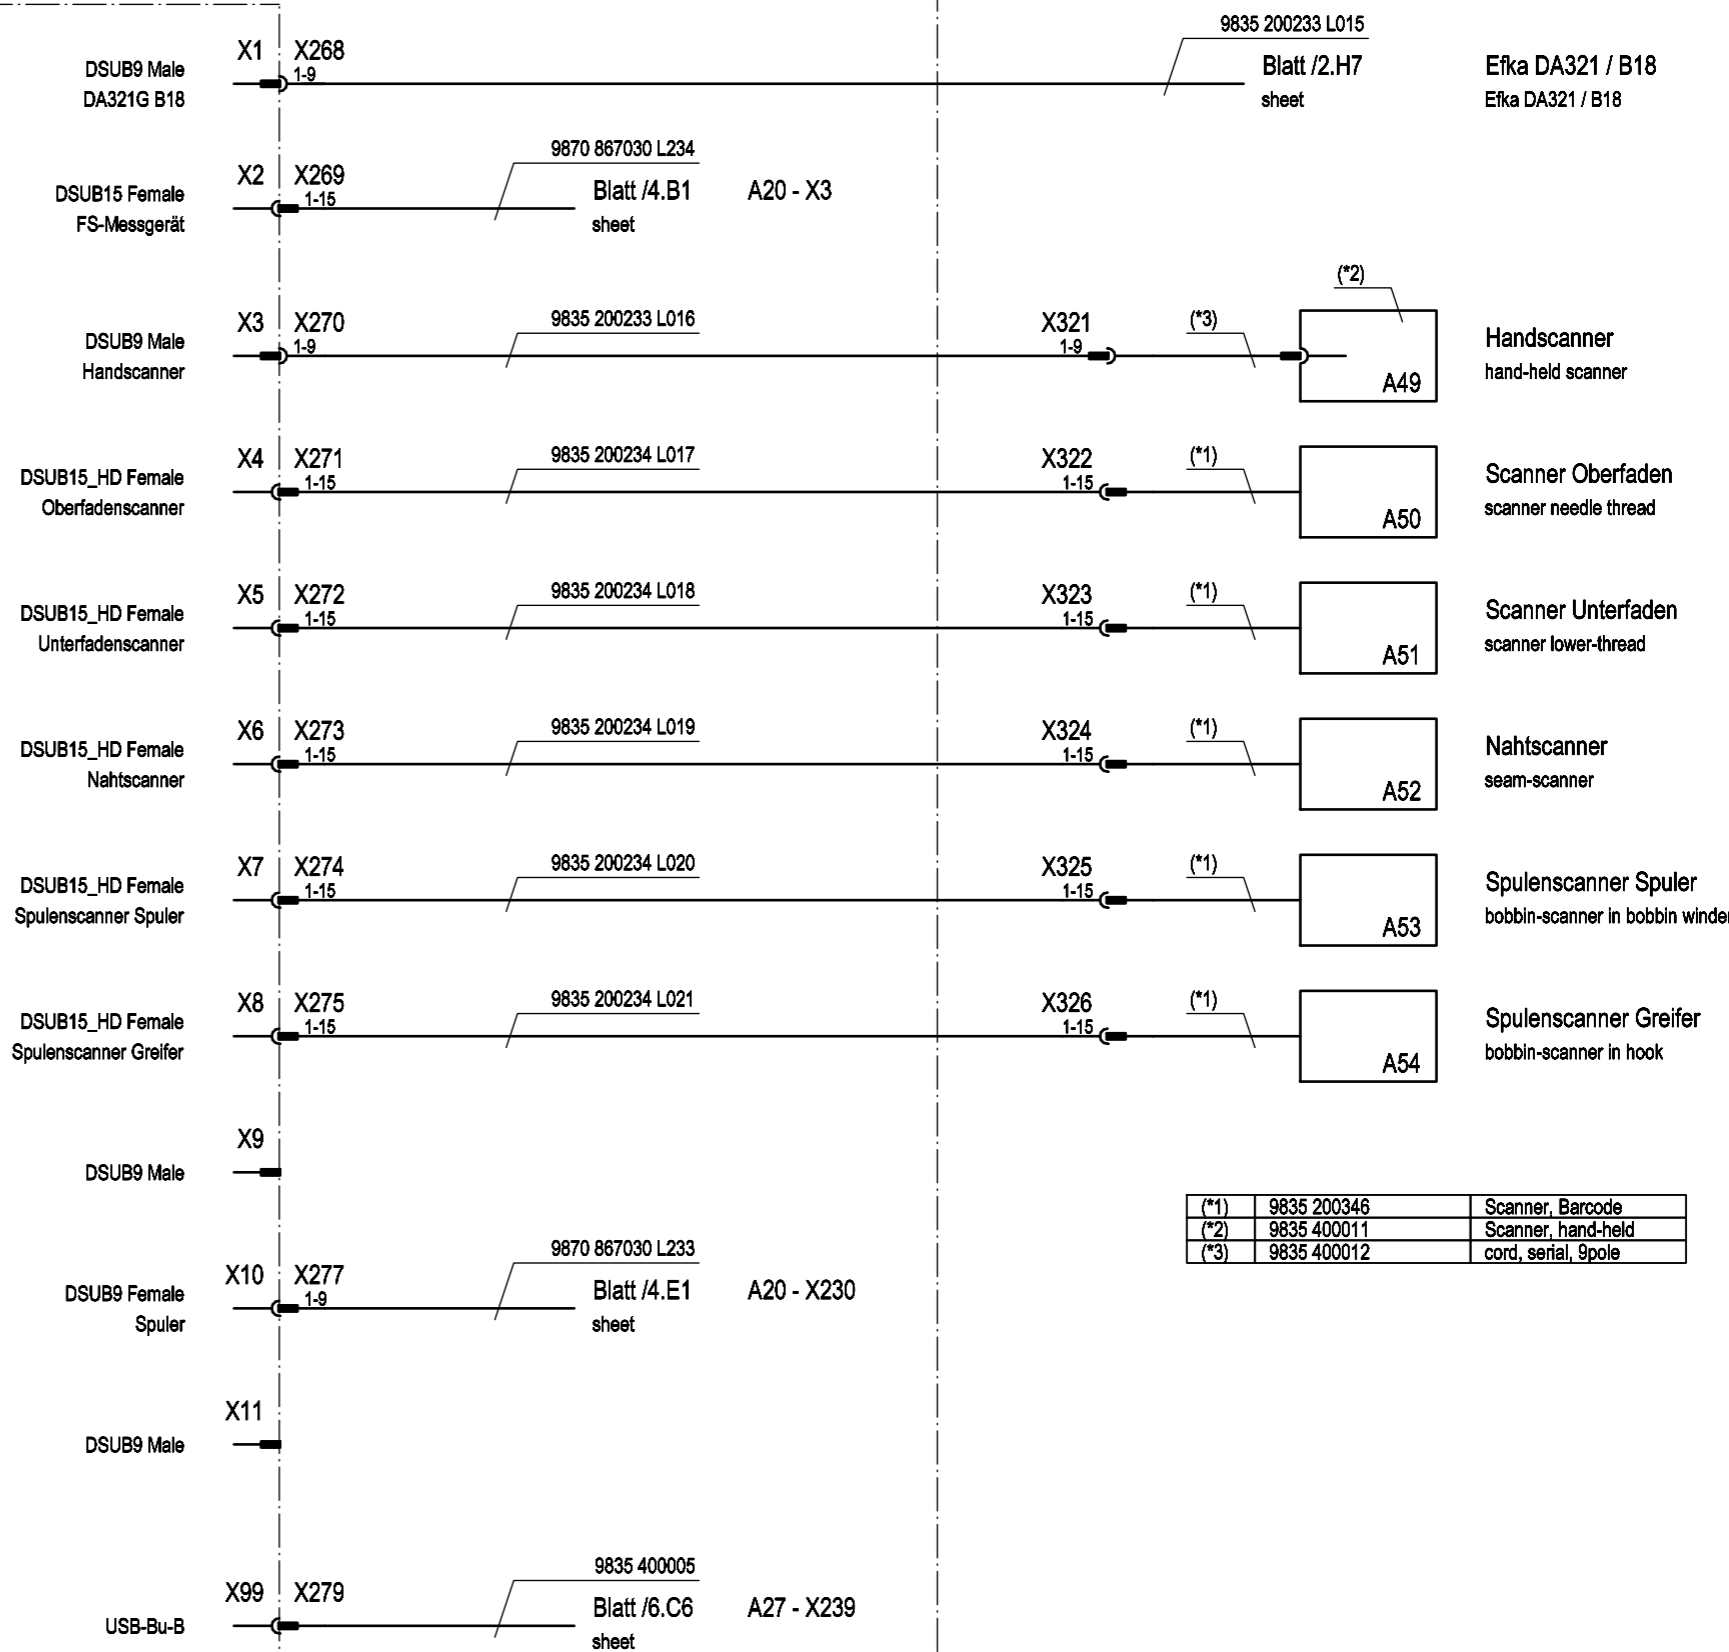 9835 200233 L015
X1 X268
DSUB9 Male
1-9
Blatt /2.H7
Efka DA321 / B18
DA321G B18
sheet
Efka DA321 / B18
9870 867030 L234
X2 X269
DSUB15 Female
1-15
Blatt /4.B1
A20 - X3
FS-Messgerät
sheet
(*2)
X3 X270
9835 200233 L016
X321
(*3)
DSUB9 Male
1-9
1-9
Handscanner
Handscanner
A49
hand-held scanner
X4 X271
9835 200234 L017
X322
(*1)
DSUB15_HD Female
1-15
1-15
Scanner Oberfaden
Oberfadenscanner
A50
scanner needle thread
X5 X272
9835 200234 L018
X323
(*1)
DSUB15_HD Female
1-15
1-15
Scanner Unterfaden
Unterfadenscanner
A51
scanner lower-thread
X6 X273
9835 200234 L019
X324
(*1)
DSUB15_HD Female
1-15
1-15
Nahtscanner
Nahtscanner
A52
seam-scanner
X7 X274
9835 200234 L020
X325
(*1)
DSUB15_HD Female
1-15
1-15
Spulenscanner Spuler
Spulenscanner Spuler
A53
bobbin-scanner in bobbin winder
X8 X275
9835 200234 L021
X326
(*1)
DSUB15_HD Female
1-15
1-15
Spulenscanner Greifer
Spulenscanner Greifer
A54
bobbin-scanner in hook
X9
DSUB9 Male
(*1) 9835 200346 Scanner, Barcode
(*2) 9835 400011 Scanner, hand-held
(*3) 9835 400012 cord, serial, 9pole
9870 867030 L233
X10 X277
DSUB9 Female
1-9
Blatt /4.E1
A20 - X230
Spuler
sheet
X11
DSUB9 Male
9835 400005
X99 X279
Blatt /6.C6
A27 - X239
USB-Bu-B
sheet